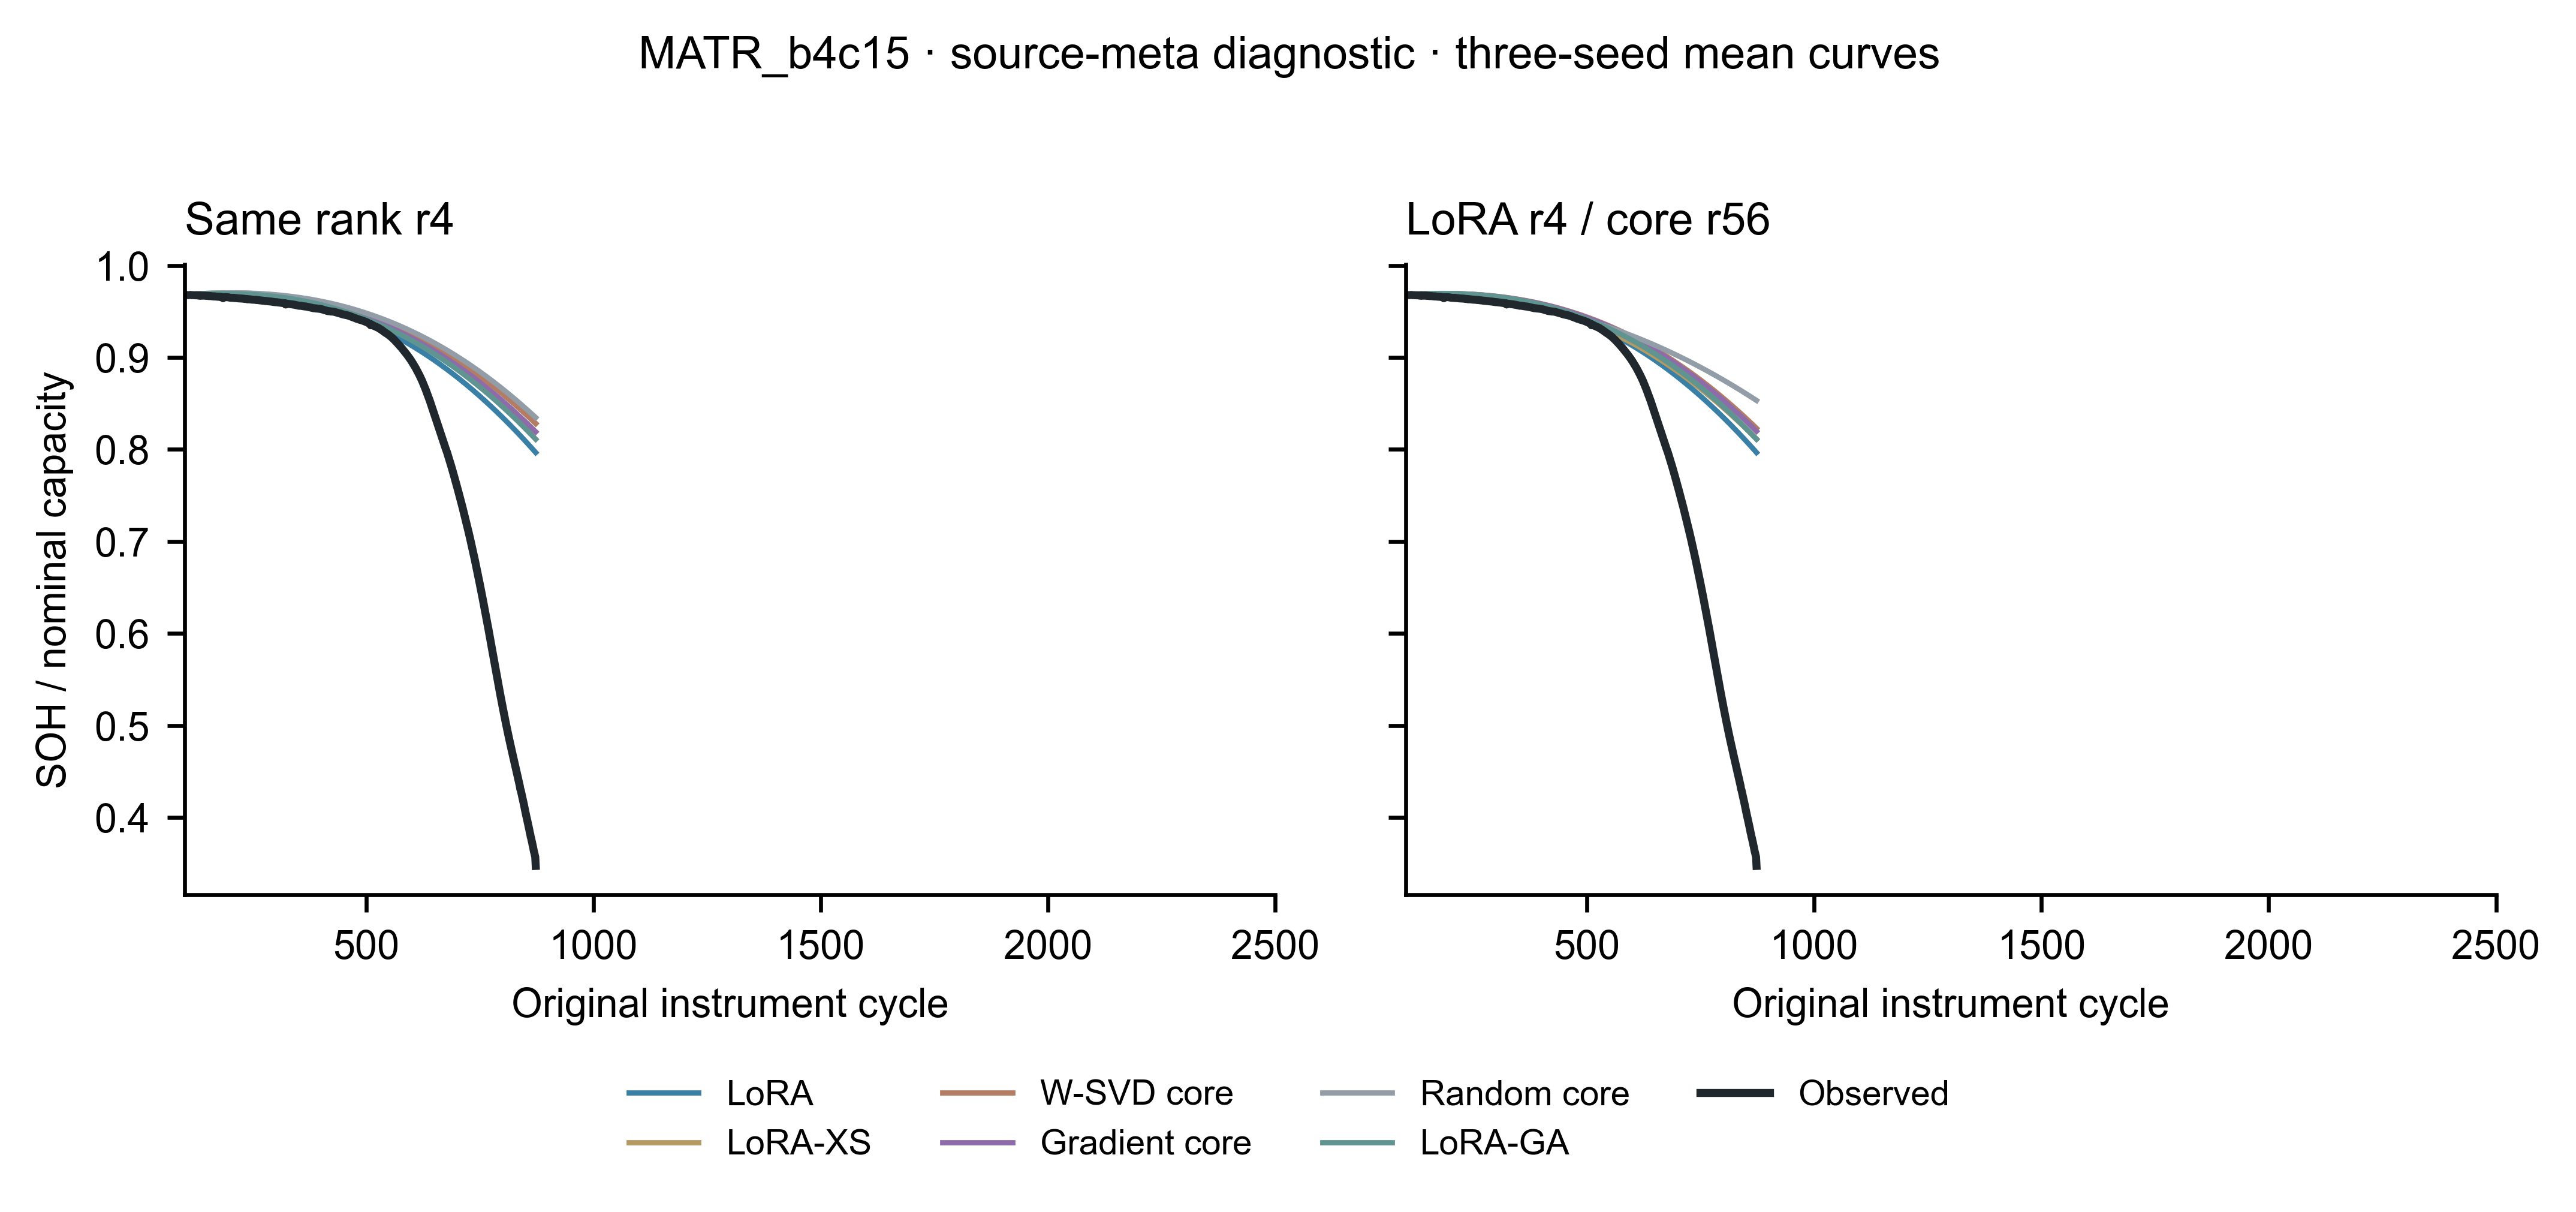 MATR_b4c15 · source-meta diagnostic · three-seed mean curves
Same rank r4
LoRA r4 / core r56
SOH / nominal capacity
1.0
0.9
0.8
0.7
0.6
0.5
0.4
500 1000 1500 2000 2500
500 1000 1500 2000 2500
Original instrument cycle
Original instrument cycle
LoRA W-SVD core Random core Observed
LoRA-XS Gradient core LoRA-GA